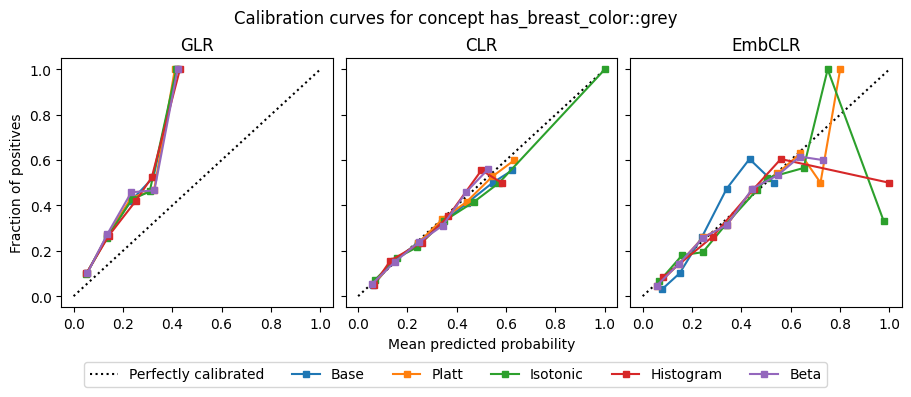 Calibration curves for concept has_breast_color::grey
GLR
CLR
EmbCLR
Fraction of positives
1.0
0.8
0.6
0.4
0.2
0.0
0.0 0.2 0.4 0.6 0.8 1.0
0.0 0.2 0.4 0.6 0.8 1.0
0.0 0.2 0.4 0.6 0.8 1.0
Mean predicted probability
Perfectly calibrated Base Platt Isotonic Histogram Beta